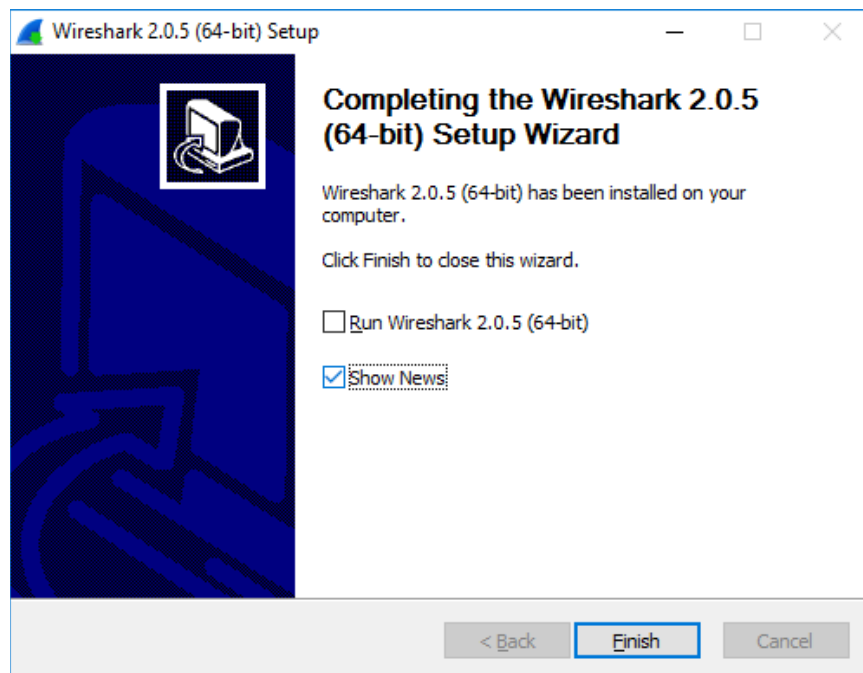 Wireshark 2.0.5 (64-bit) Setup
Completing the Wireshark 2.0.5
(64-bit) Setup Wizard
Wireshark 2.0.5 (64-bit) has been installed on your
computer.
Click Finish to close this wizard.
Run Wireshark 2.0.5 (64-bit)
Show News
< Back
Finish
Cancel